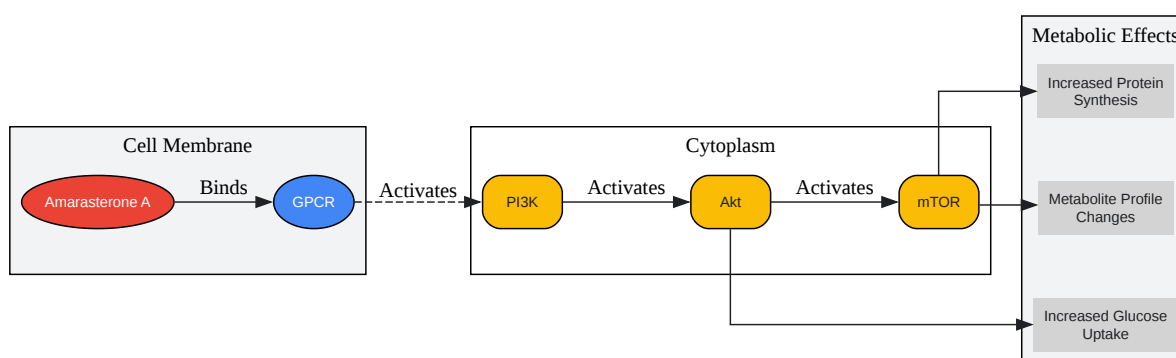 Metabolic Effects
Increased Protein
Synthesis
Cell Membrane
Cytoplasm
Amarasterone A
Binds
GPCR
Activates
PI3K
Activates
Akt
Activates
mTOR
Metabolite Profile
Changes
Increased Glucose
Uptake